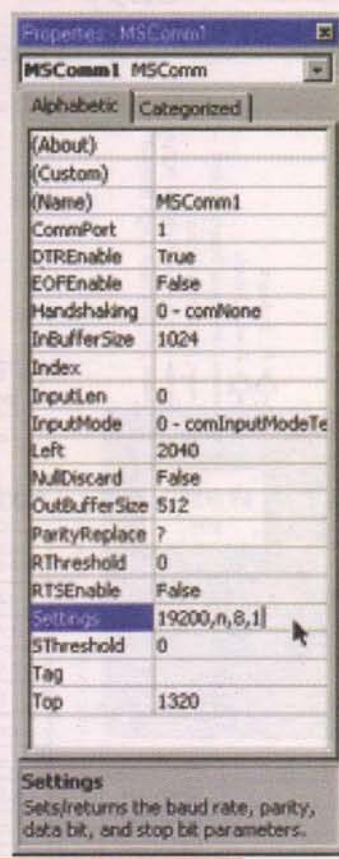 Properties - MSComm1
MSComm1 MSComm
Alphabetic Categorized
(About)
(Custom)
(Name) MSComm1
CommPort 1
DTREnable True
EOFEnable False
Handshaking 0 - comNone
InBufferSize 1024
Index
InputLen 0
InputMode 0 - comInputModeTe
Left 2040
NullDiscard False
OutBufferSize 512
ParityReplace ?
RThreshold 0
RTSEnable False
Settings 19200,n,8,1
SThreshold 0
Tag
Top 1320
Settings
Sets/returns the baud rate, parity,
data bit, and stop bit parameters.